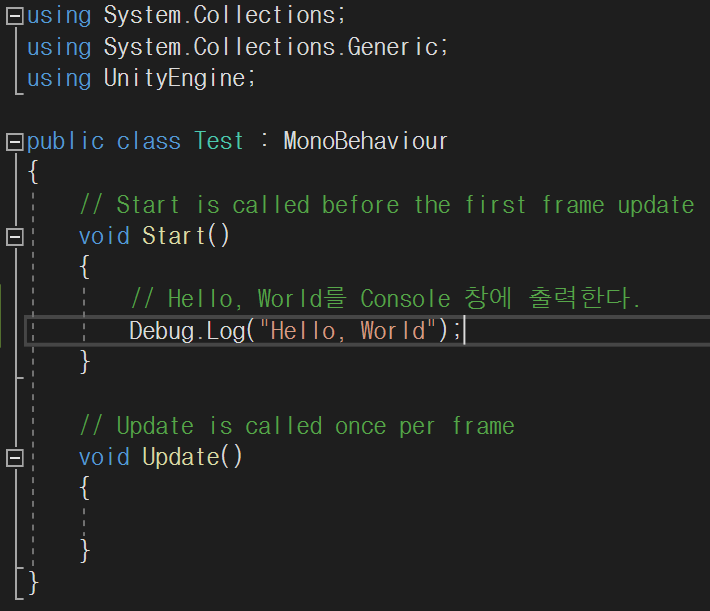 using System.Collections;
using System.Collections.Generic;
using UnityEngine;

public class Test : MonoBehaviour
{
    // Start is called before the first frame update
    void Start()
    {
        // Hello, World를 Console 창에 출력한다.
        Debug.Log("Hello, World");
    }

    // Update is called once per frame
    void Update()
    {

    }
}